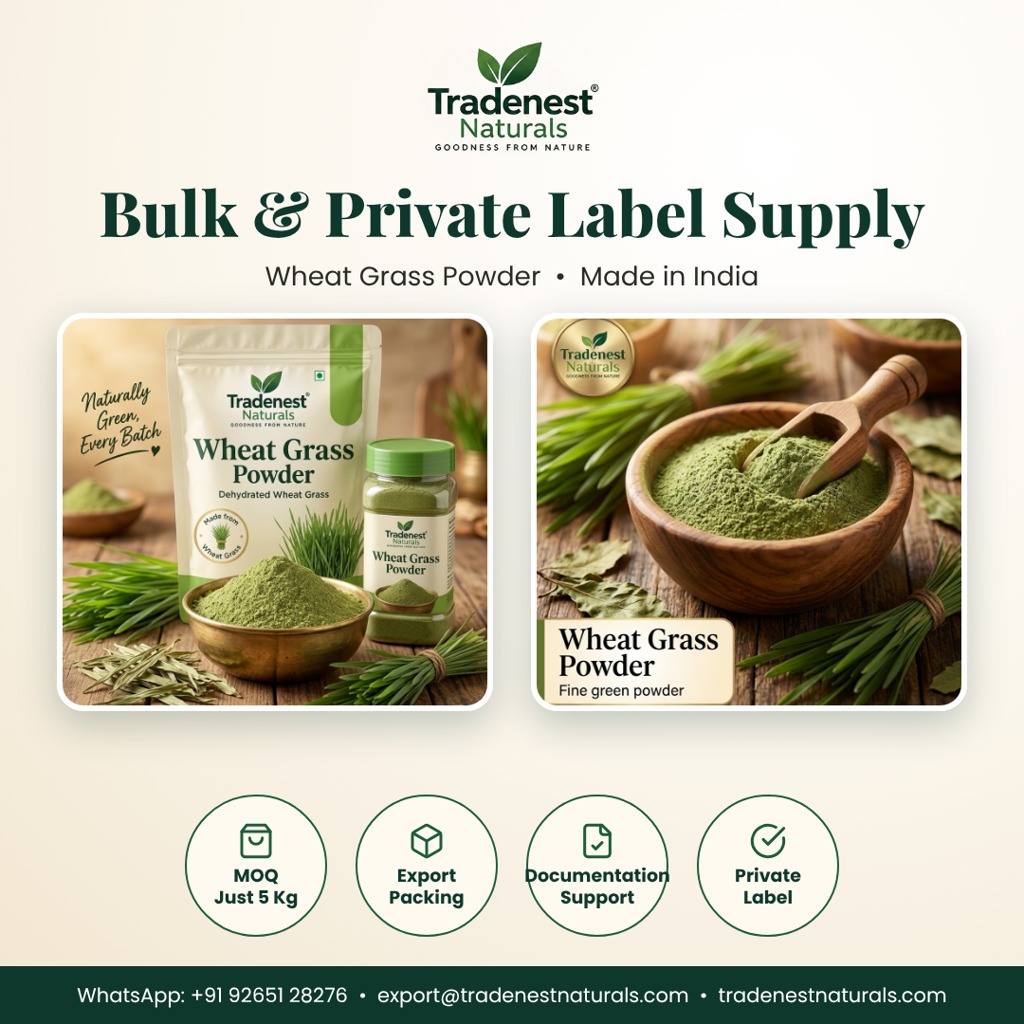 Tradenest®
Naturals
GOODNESS FROM NATURE
Bulk & Private Label Supply
Wheat Grass Powder • Made in India
Naturally
Green,
Every Batch
Tradenest
Naturals
GOODNESS FROM NATURE
Wheat Grass
Powder
Dehydrated Wheat Grass
Made from
Wheat Grass
Tradenest
Naturals
Wheat Grass
Powder
Tradenest
Naturals
GOODNESS FROM NATURE
Wheat Grass
Powder
Fine green powder
MOQ
Just 5 Kg
Export
Packing
Documentation
Support
Private
Label
WhatsApp: +91 92651 28276 • export@tradenestnaturals.com • tradenestnaturals.com